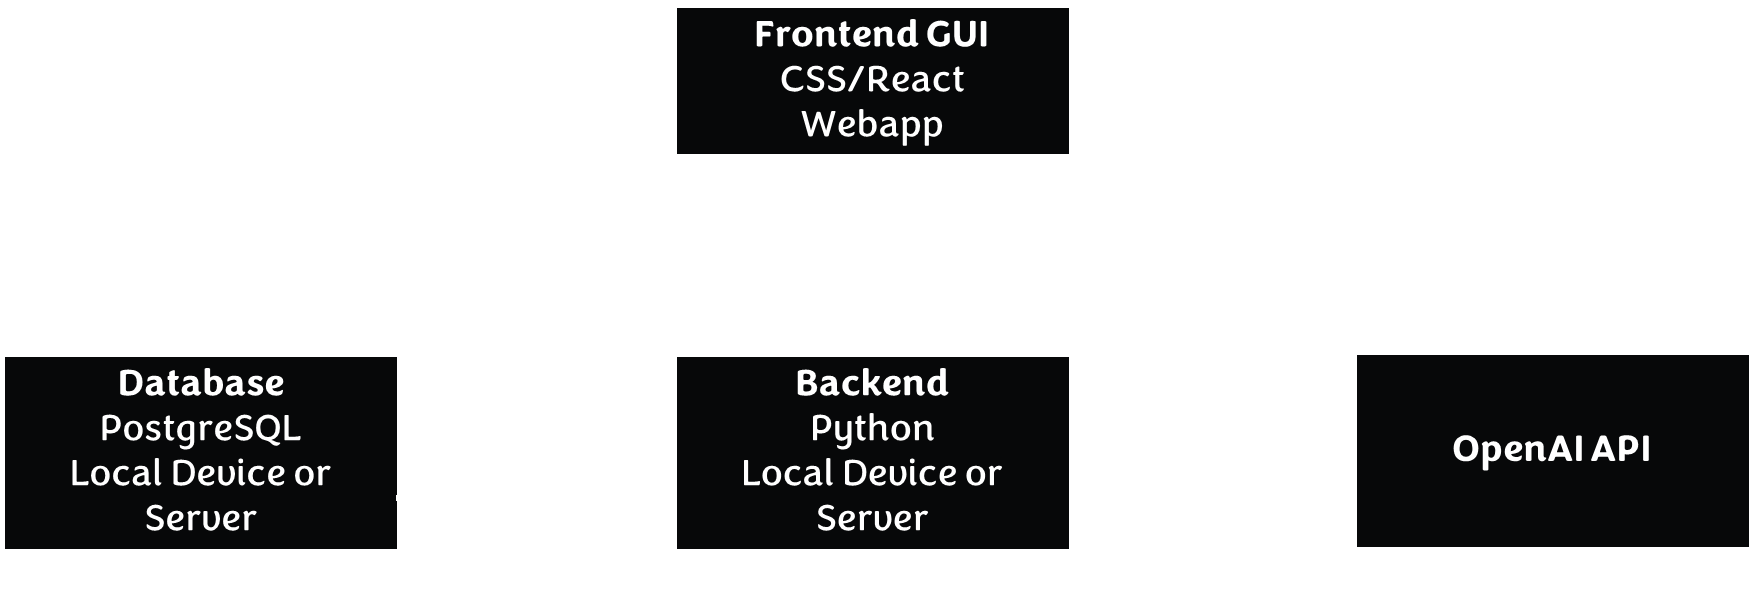 Frontend GUI
CSS/React
Webapp
Database
PostgreSQL
Local Device or
Server
Backend
Python
Local Device or
Server
OpenAI API